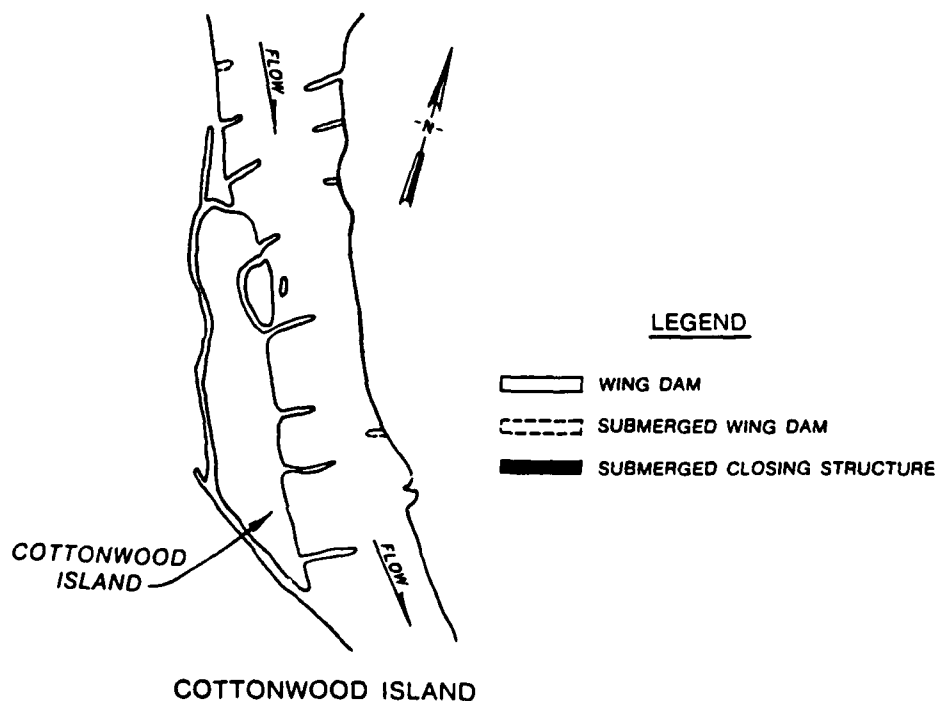 FLOW
-N-
LEGEND
WING DAM
SUBMERGED WING DAM
SUBMERGED CLOSING STRUCTURE
COTTONWOOD
ISLAND
FLOW
COTTONWOOD ISLAND